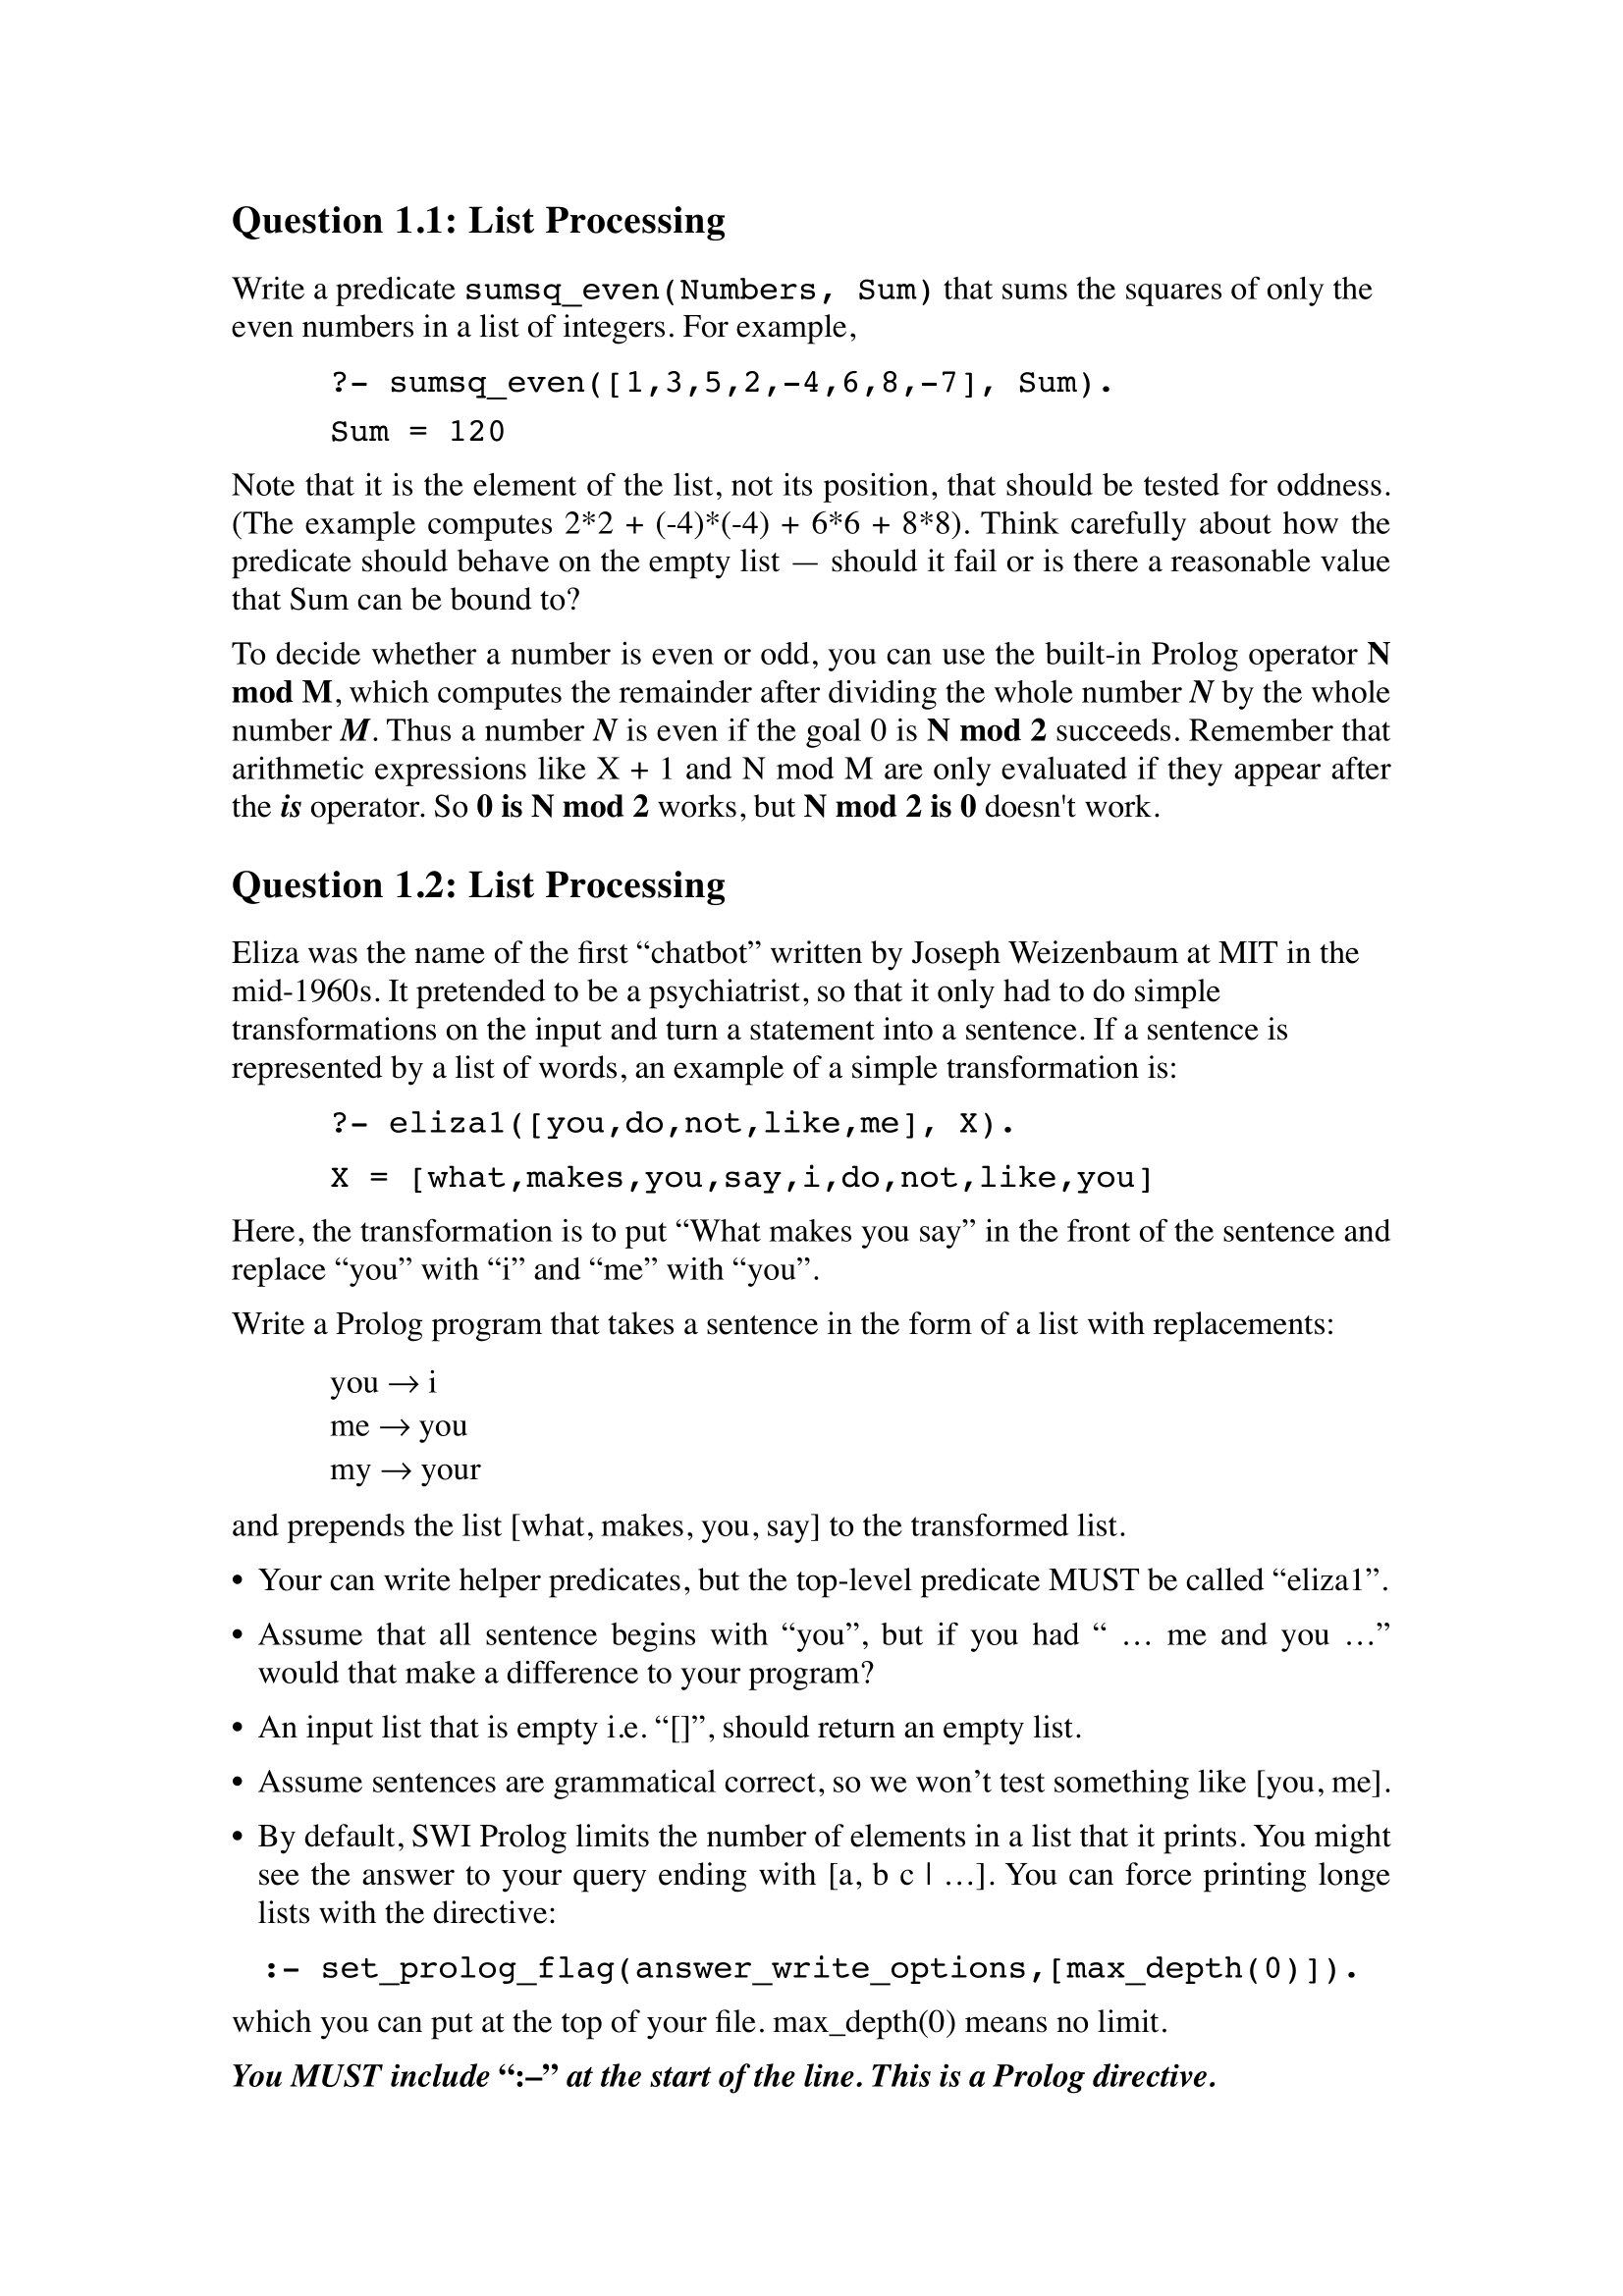 Question 1.1: List Processing
Write a predicate sumsq_even(Numbers, Sum) that sums the squares of only the
even numbers in a list of integers. For example,
?- sumsq_even([1,3,5,2,-4,6,8,-7], Sum).
Sum = 120
Note that it is the element of the list, not its position, that should be tested for oddness.
(The example computes 2*2 + (-4)*(-4) + 6*6 + 8*8). Think carefully about how the
predicate should behave on the empty list — should it fail or is there a reasonable value
that Sum can be bound to?
To decide whether a number is even or odd, you can use the built-in Prolog operator N
mod M, which computes the remainder after dividing the whole number N by the whole
number M. Thus a number N is even if the goal 0 is N mod 2 succeeds. Remember that
arithmetic expressions like X + 1 and N mod M are only evaluated if they appear after
the is operator. So 0 is N mod 2 works, but N mod 2 is 0 doesn't work.
Question 1.2: List Processing
Eliza was the name of the first “chatbot” written by Joseph Weizenbaum at MIT in the
mid-1960s. It pretended to be a psychiatrist, so that it only had to do simple
transformations on the input and turn a statement into a sentence. If a sentence is
represented by a list of words, an example of a simple transformation is:
?- eliza1([you,do,not,like,me], X).
X = [what,makes,you,say,i,do,not,like,you]
Here, the transformation is to put “What makes you say” in the front of the sentence and
replace “you” with “i” and “me” with “you”.
Write a Prolog program that takes a sentence in the form of a list with replacements:
you → i
me → you
my → your
and prepends the list [what, makes, you, say] to the transformed list.
• Your can write helper predicates, but the top-level predicate MUST be called “eliza1”.
• Assume that all sentence begins with “you”, but if you had “ … me and you …”
would that make a difference to your program?
• An input list that is empty i.e. “[]”, should return an empty list.
• Assume sentences are grammatical correct, so we won’t test something like [you, me].
• By default, SWI Prolog limits the number of elements in a list that it prints. You might
see the answer to your query ending with [a, b c | …]. You can force printing longe
lists with the directive:
:- set_prolog_flag(answer_write_options,[max_depth(0)]).
which you can put at the top of your file. max_depth(0) means no limit.
You MUST include “:–” at the start of the line. This is a Prolog directive.